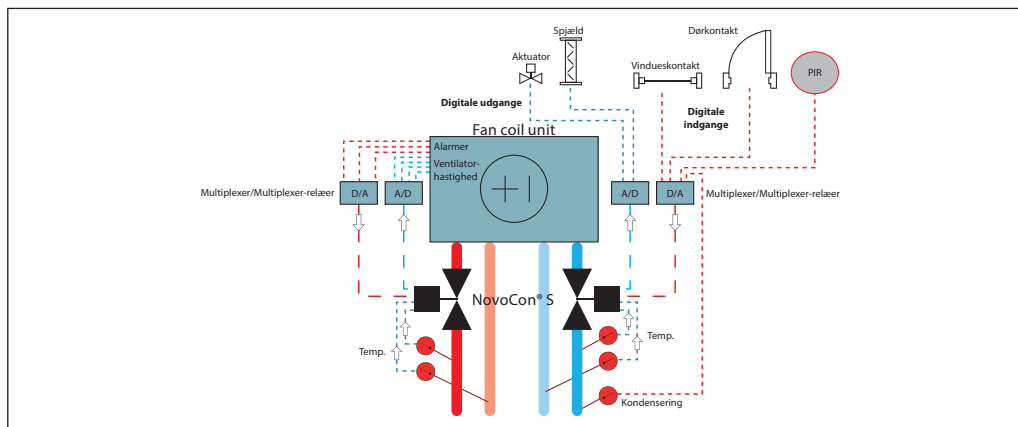 Spjæld
Aktuator
Dørkontakt
Vindueskontakt
PIR
Digitale udgange
Digitale
indgange
Fan coil unit
Alarmer
Ventilator-
hastighed
Multiplexer/Multiplexer-relæer
D/A
A/D
A/D
D/A
Multiplexer/Multiplexer-relæer
NovoCon® S
Temp.
Temp.
Kondensering